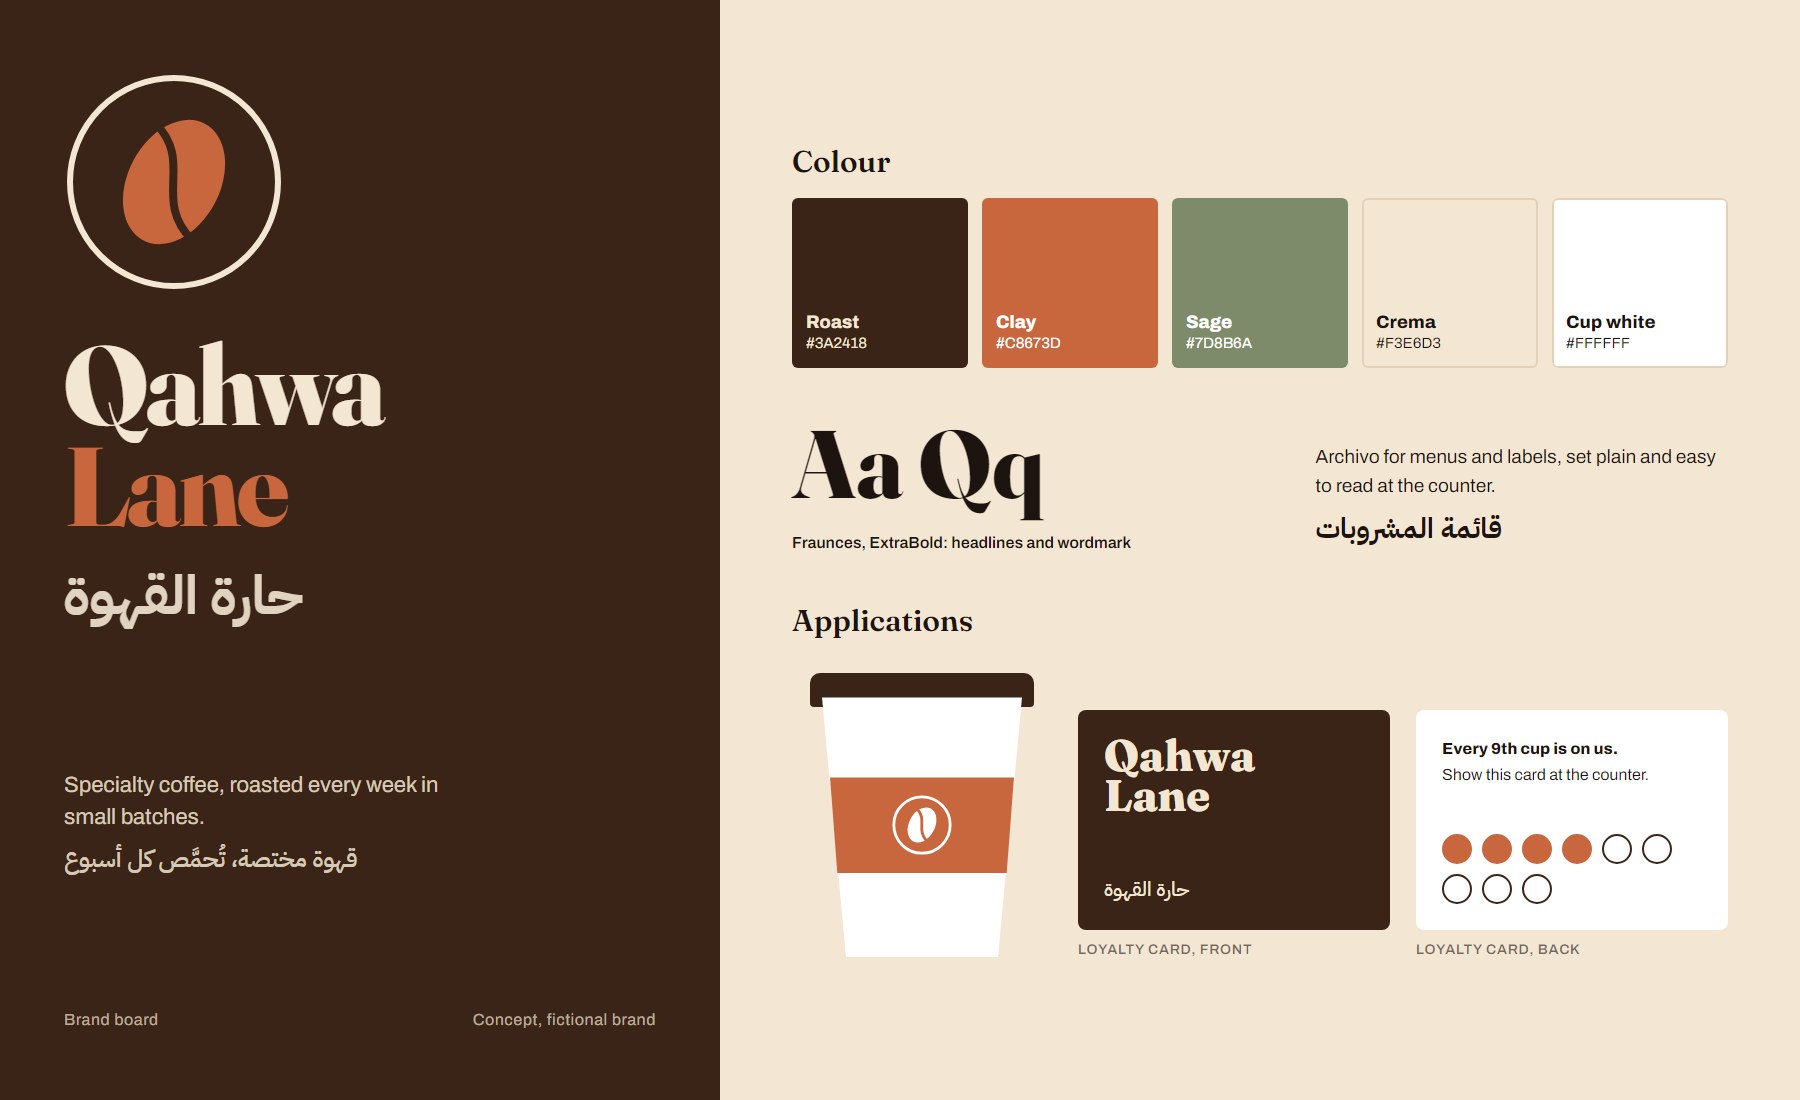 Qahwa
Lane
حارة القهوة
Specialty coffee, roasted every week in
small batches.
قهوة مختصة، تُحمَّص كل أسبوع
Brand board
Concept, fictional brand
Colour
Roast
#3A2418
Clay
#C8673D
Sage
#7D8B6A
Crema
#F3E6D3
Cup white
#FFFFFF
Aa Qq
Fraunces, ExtraBold: headlines and wordmark
Archivo for menus and labels, set plain and easy
to read at the counter.
قائمة المشروبات
Applications
Qahwa
Lane
حارة القهوة
LOYALTY CARD, FRONT
Every 9th cup is on us.
Show this card at the counter.
LOYALTY CARD, BACK